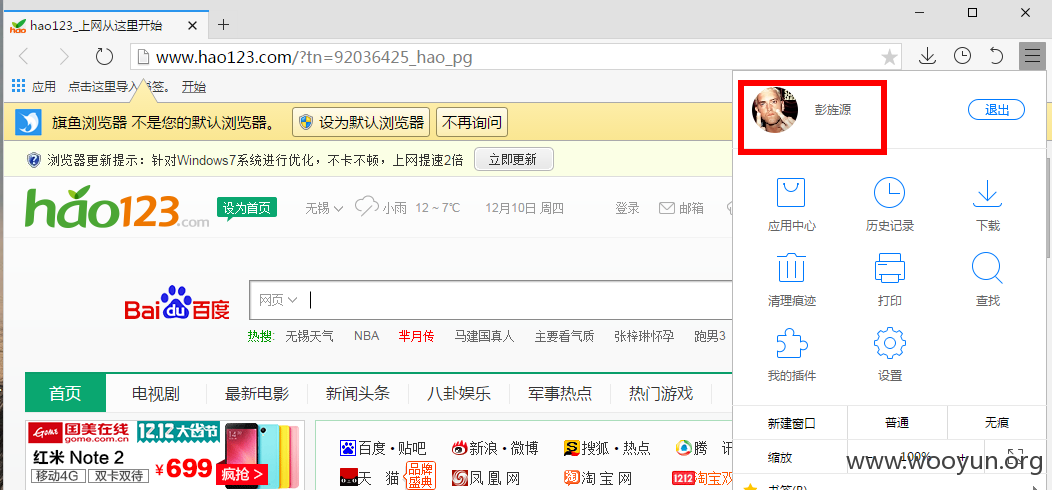 hao123_上网从这里开始
www.hao123.com/?tn=92036425_hao_pg
应用 点击这里导入书签。 开始
旗鱼浏览器 不是您的默认浏览器。 设为默认浏览器 不再询问
浏览器更新提示：针对Windows7系统进行优化，不卡不顿，上网提速2倍 立即更新
hao123.com 设为首页 无锡 小雨 12 ~ 7℃ 12月10日 周四 登录 邮箱
Bai du 百度 网页
热搜: 无锡天气 NBA 芈月传 马建国真人 主要看气质 张梓琳怀孕 跑男3
首页 电视剧 最新电影 新闻头条 八卦娱乐 军事热点 热门游戏
GOME 国美在线 gome.com.cn 12.12大岔节
红米 Note 2
移动4G 双卡双待 ¥699 疯抢 >
百度·贴吧 新浪·微博 搜狐·热点 腾 讯
天 猫 品牌盛典 凤 凰 网 淘 宝 网 1212 淘宝双
彭旌源 退出
应用中心 历史记录 下载
清理痕迹 打印 查找
我的插件 设置
新建窗口 普通 无痕
缩放 100% +
书签(B)
www.wooyun.org